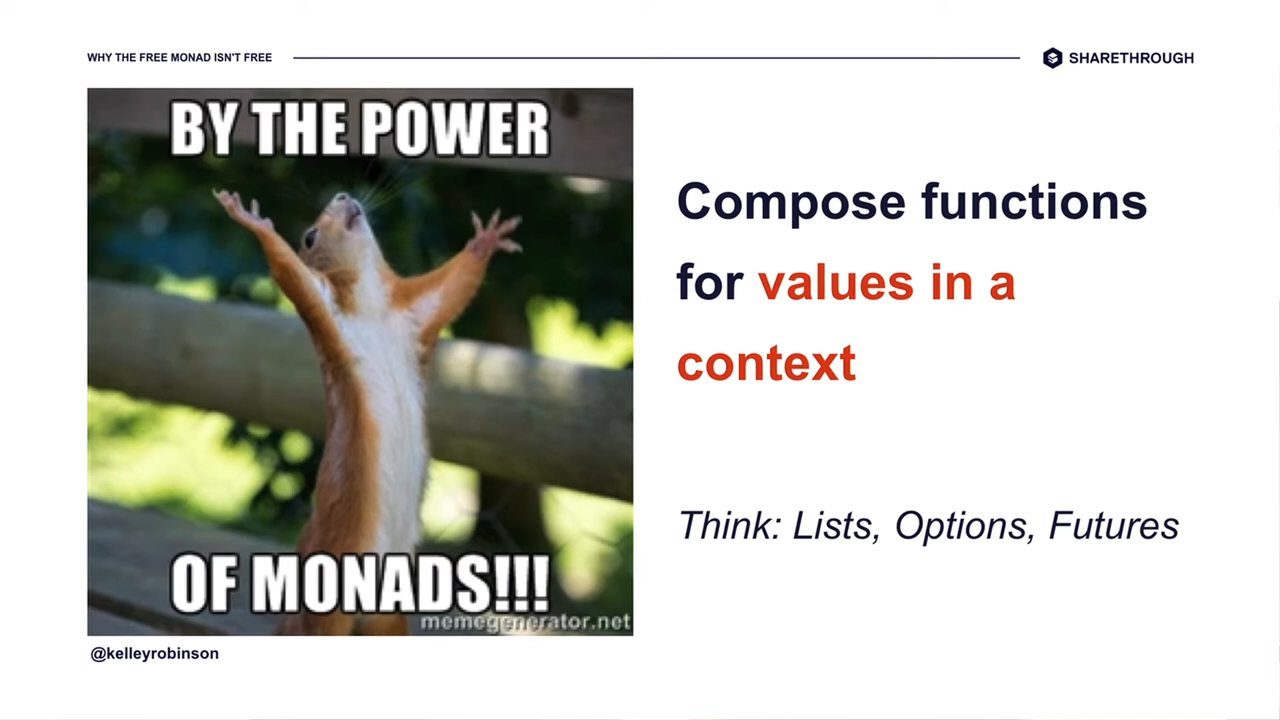 WHY THE FREE MONAD ISN'T FREE
SHARETHROUGH
BY THE POWER
OF MONADS!!!
memegenerator.net
@kelleyrobinson
Compose functions
for values in a
context
Think: Lists, Options, Futures